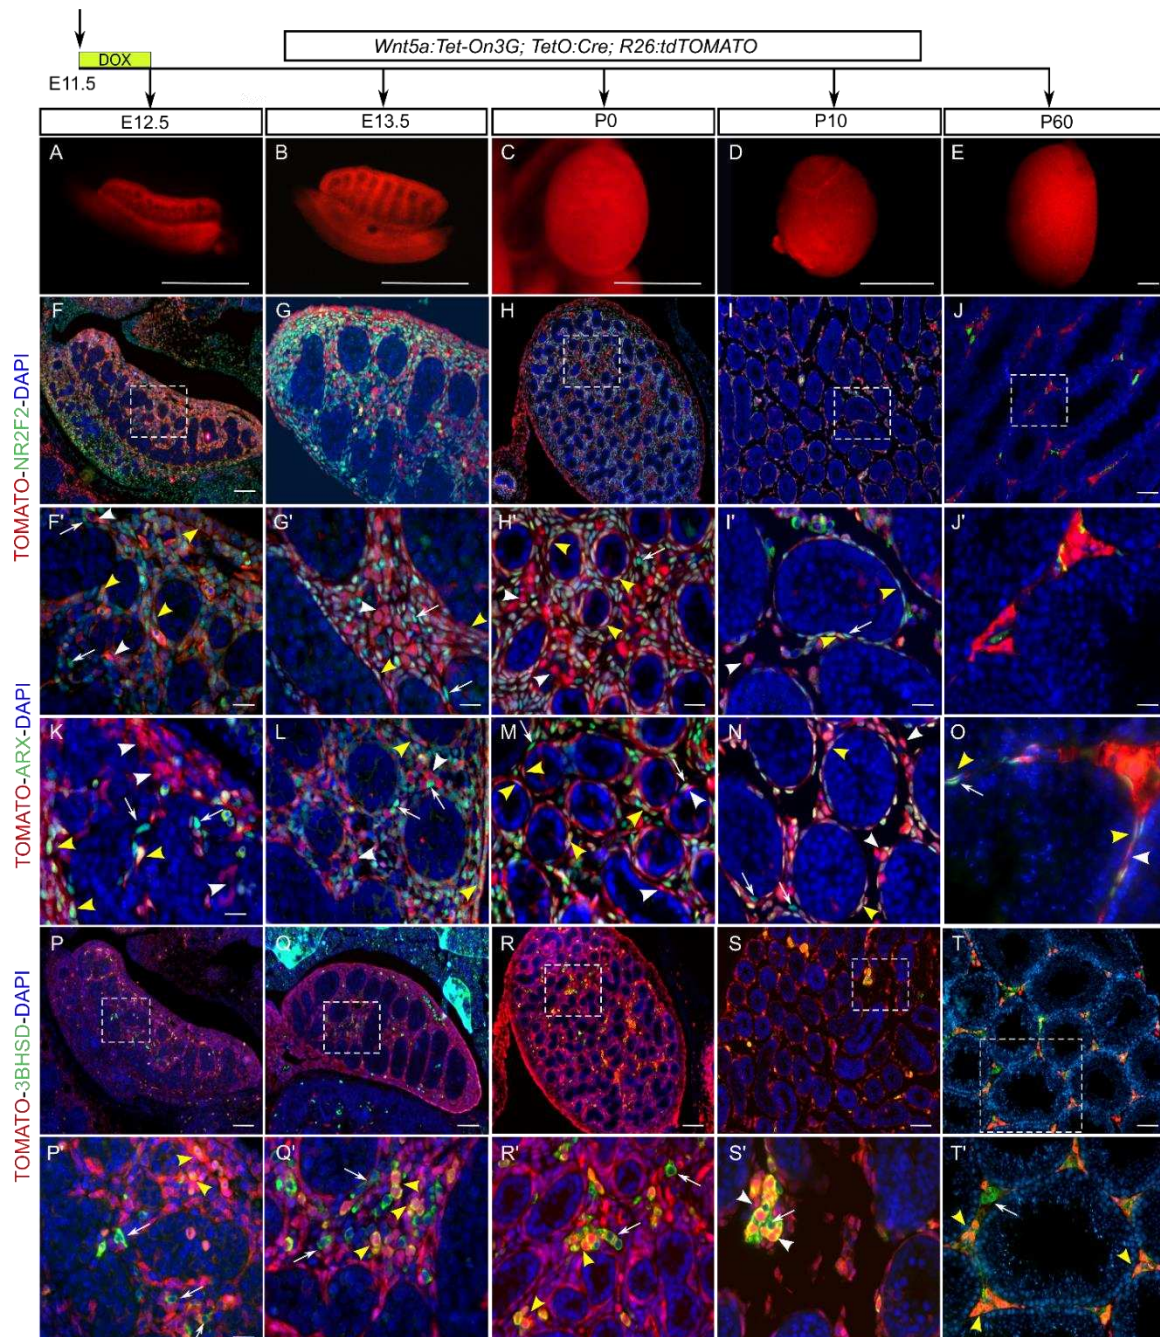 Wnt5a:Tet-On3G; TetO:Cre; R26:tdTOMATO
DOX
E11.5
E12.5 E13.5 P0 P10 P60
A B C D E
TOMATO-NR2F2-DAPI
F G H I J
F' G' H' I' J'
TOMATO-ARX-DAPI
K L M N O
TOMATO-3BHSD-DAPI
P Q R S T
P' Q' R' S' T'